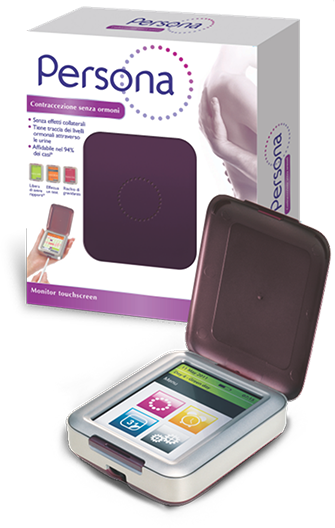 Persona
Contraccezione senza ormoni
• Senza effetti collaterali
• Tiene traccia dei livelli
ormonali attraverso
le urine
• Affidabile nel 94%
dei casi*
Monitor touchscreen
Menu